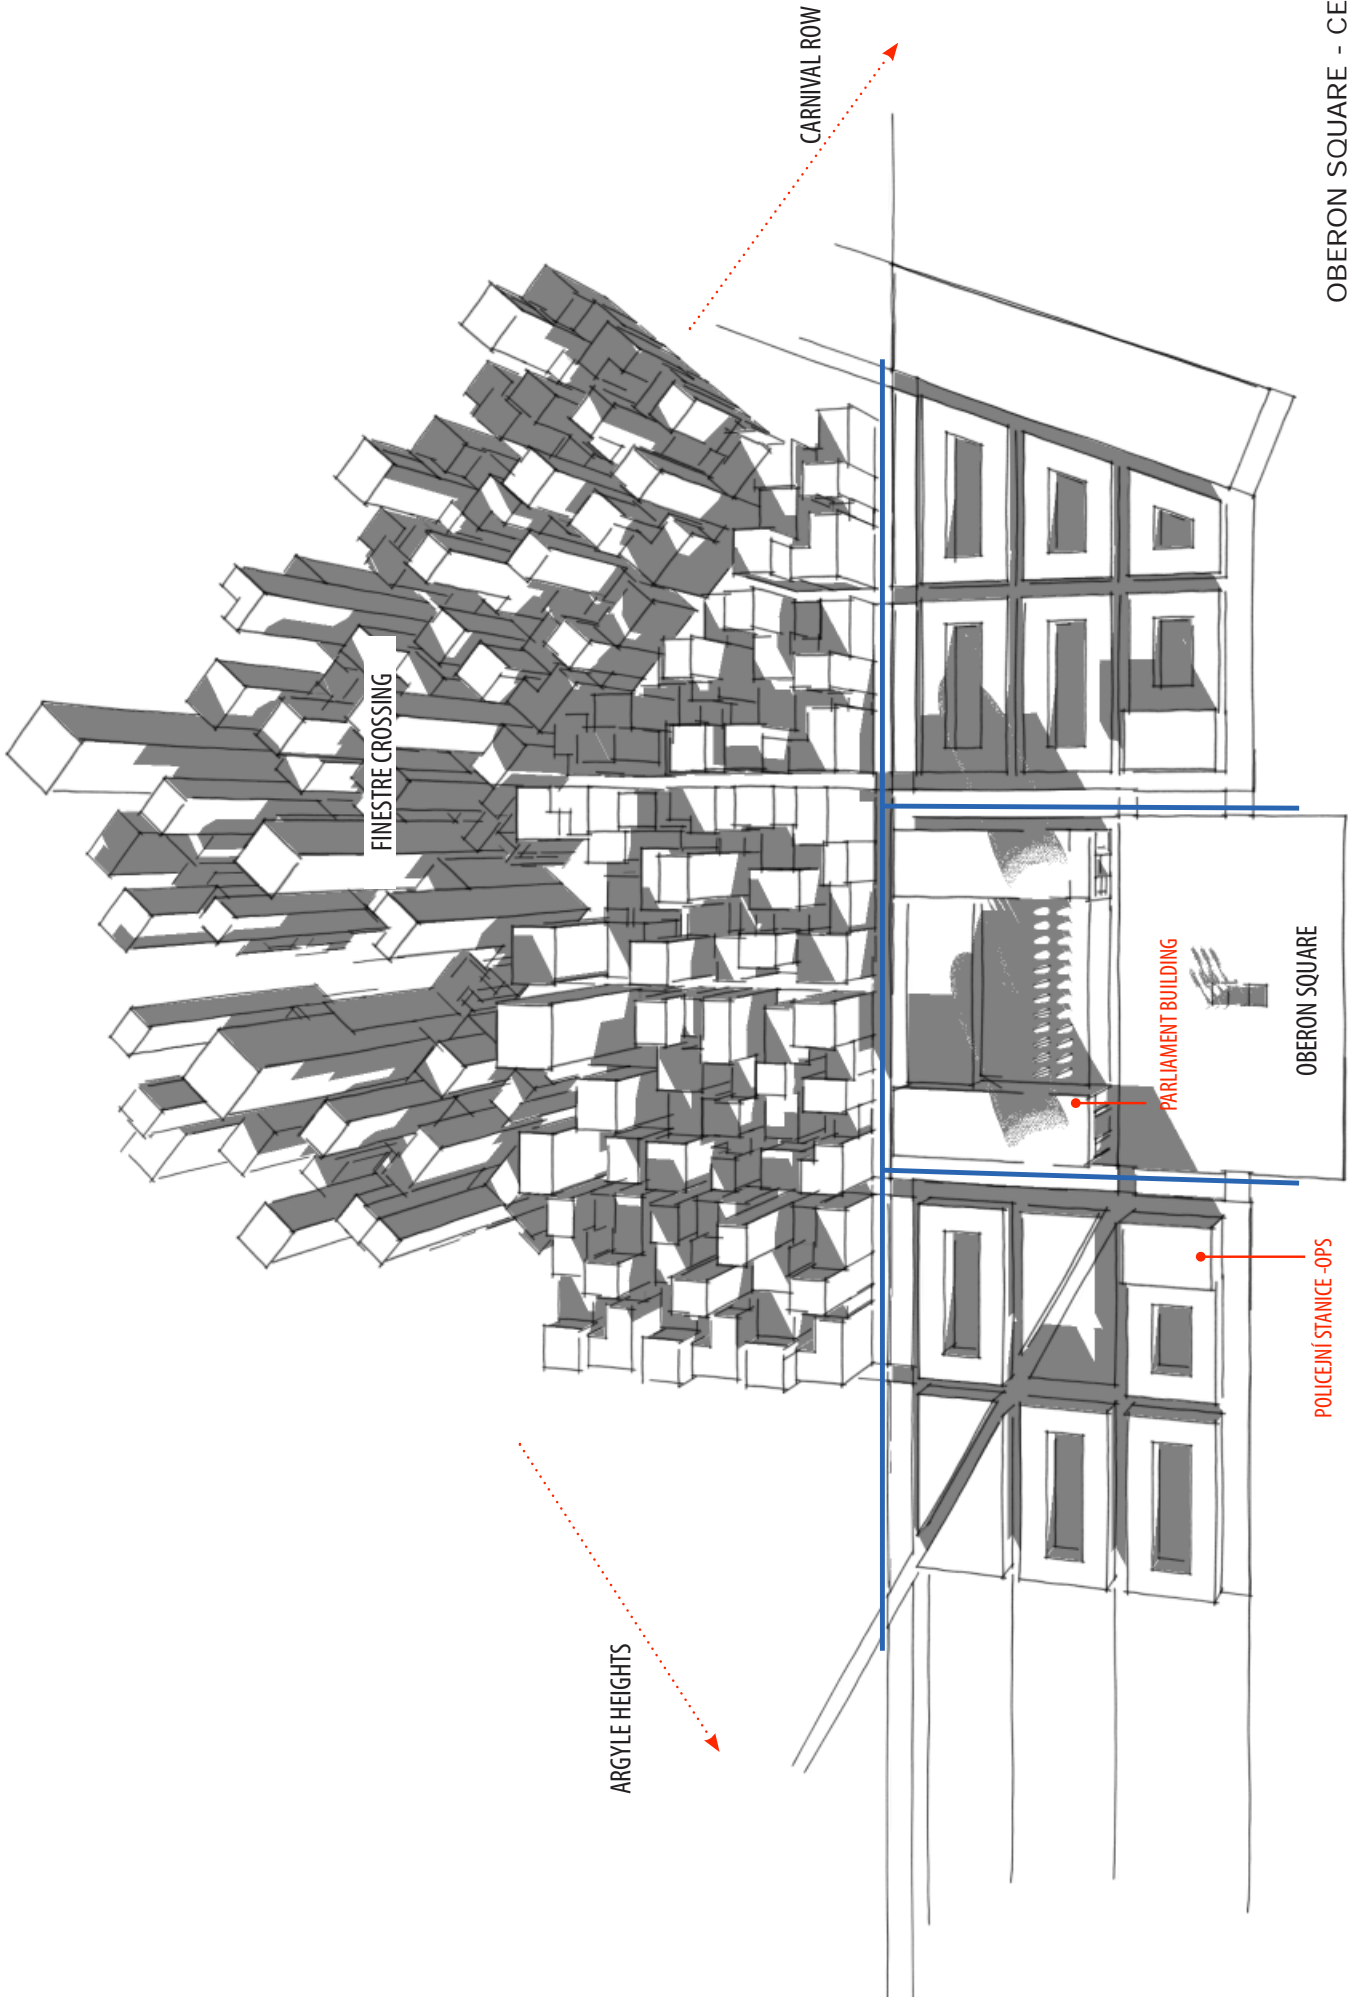 OBERON SQUARE - CE
CARNIVAL ROW
FINESTRE CROSSING
ARGYLE HEIGHTS
PARLIAMENT BUILDING
OBERON SQUARE
POLICEJNÍ STANICE -OPS